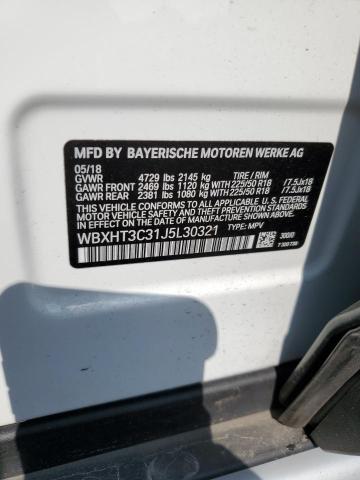 MFD BY BAYERISCHE MOTOREN WERKE AG
05/18
GVWR 4729 lbs 2145 kg TIRE / RIM
GAWR FRONT 2469 lbs 1120 kg WITH 225/50 R18 /7.5Jx18
GAWR REAR 2381 lbs 1080 kg WITH 225/50 R18 /7.5Jx18
WBXHT3C31J5L30321 TYPE: MPV
THIS VEHICLE CONFORMS TO ALL APPLICABLE U.S. FEDERAL MOTOR VEHICLE
SAFETY, BUMPER, AND THEFT PREVENTION STANDARDS IN EFFECT
ON THE DATE OF MANUFACTURE SHOWN ABOVE.
300/0